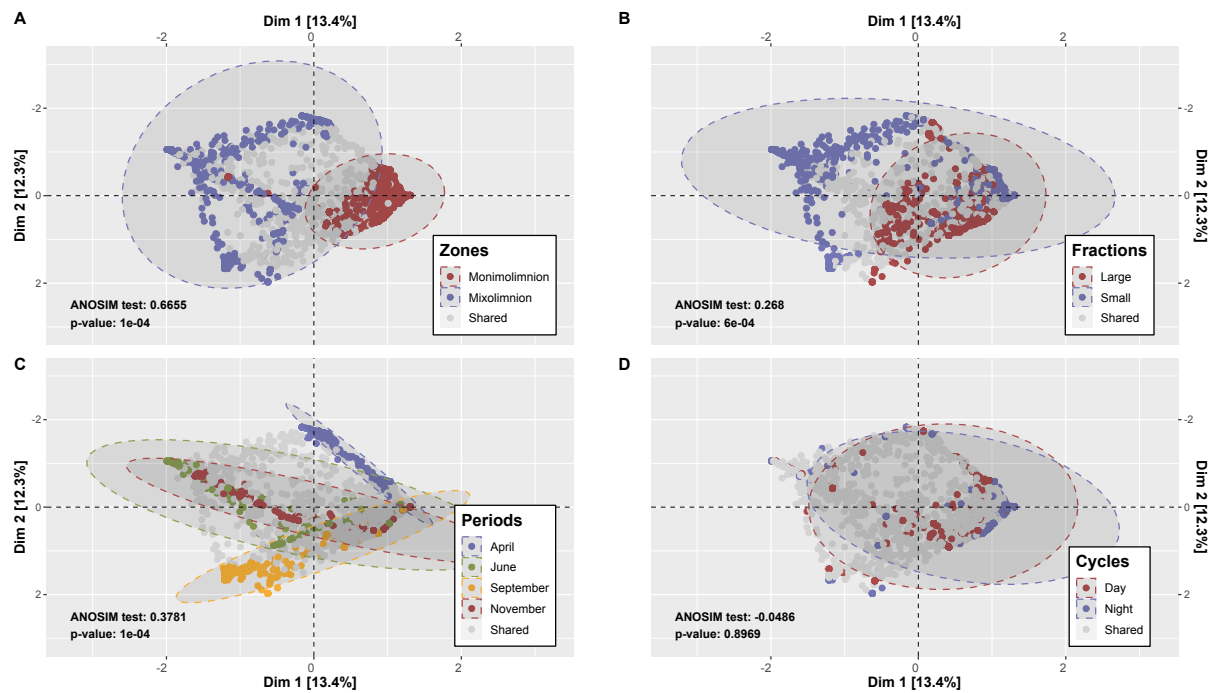 A
Dim 1 [13.4%]
-2 0 2
Dim 2 [12.3%]
-2
0
2
Zones
Monimolimnion
Mixolimnion
Shared
ANOSIM test: 0.6655
p-value: 1e-04
B
Dim 1 [13.4%]
-2 0 2
Dim 2 [12.3%]
-2
0
2
Fractions
Large
Small
Shared
ANOSIM test: 0.268
p-value: 6e-04
C
Dim 2 [12.3%]
-2
0
2
Periods
April
June
September
November
Shared
ANOSIM test: 0.3781
p-value: 1e-04
-2 0 2
Dim 1 [13.4%]
D
Dim 2 [12.3%]
-2
0
2
Cycles
Day
Night
Shared
ANOSIM test: -0.0486
p-value: 0.8969
-2 0 2
Dim 1 [13.4%]